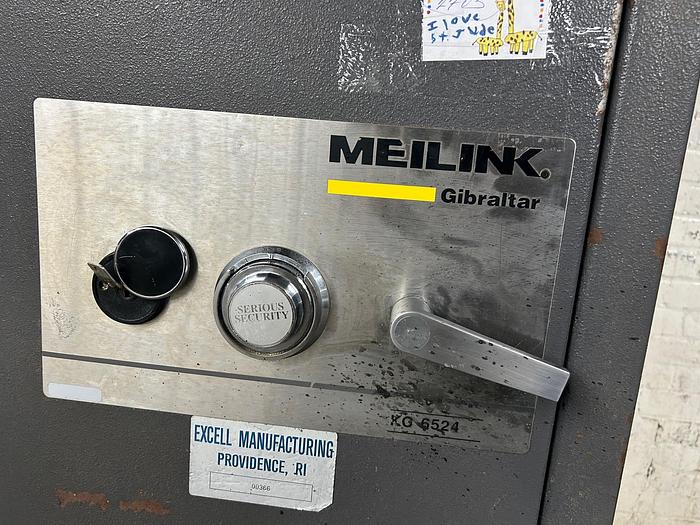 I love
St Jude
MEILINK
Gibraltar
SERIOUS
SECURITY
KG 6524
EXCELL MANUFACTURING
PROVIDENCE, RI
00366